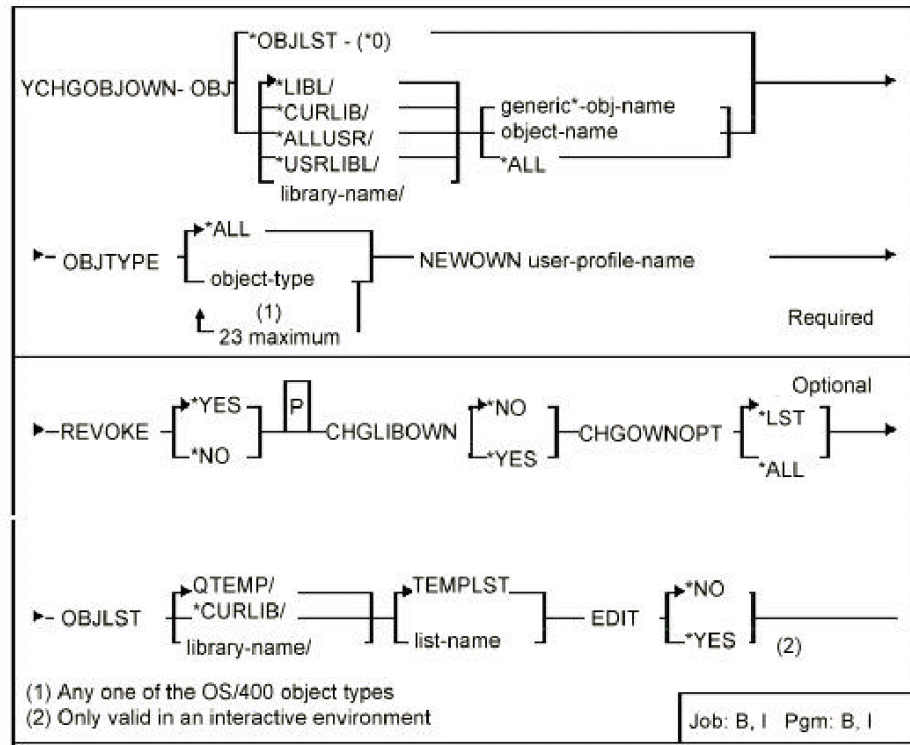 *OBJLST - (*0)
YCHGOBJOWN- OBJ
*LIBL/
*CURLIB/
*ALLUSR/
*USRLIBL/
library-name/
generic*-obj-name
object-name
*ALL
OBJTYPE
*ALL
object-type
(1)
23 maximum
NEWOWN user-profile-name
Required
Optional
REVOKE
*YES
*NO
P
CHGLIBOWN
*NO
*YES
CHGOWNOPT
*LST
*ALL
OBJLST
QTEMP/
*CURLIB/
library-name/
TEMPLST
list-name
EDIT
*NO
*YES
(2)
(1) Any one of the OS/400 object types
(2) Only valid in an interactive environment
Job: B, I Pgm: B, I